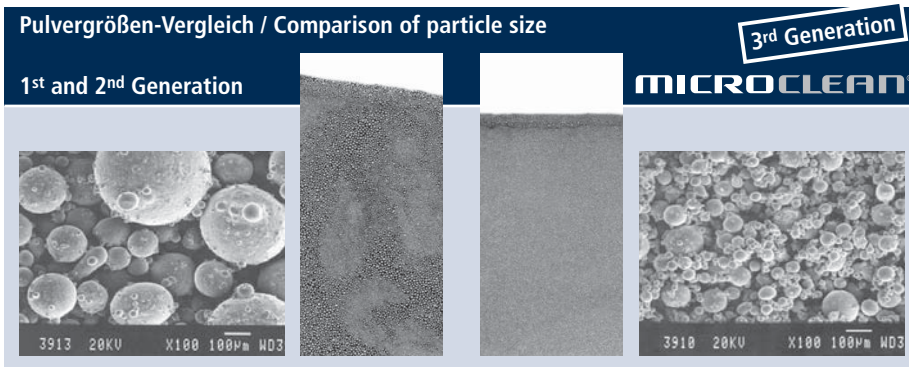 Pulvergrößen-Vergleich / Comparison of particle size
3rd Generation
1st and 2nd Generation
MICROCLEAN®
3913 20KV X100 100µm WD3
3910 20KV X100 100µm WD3